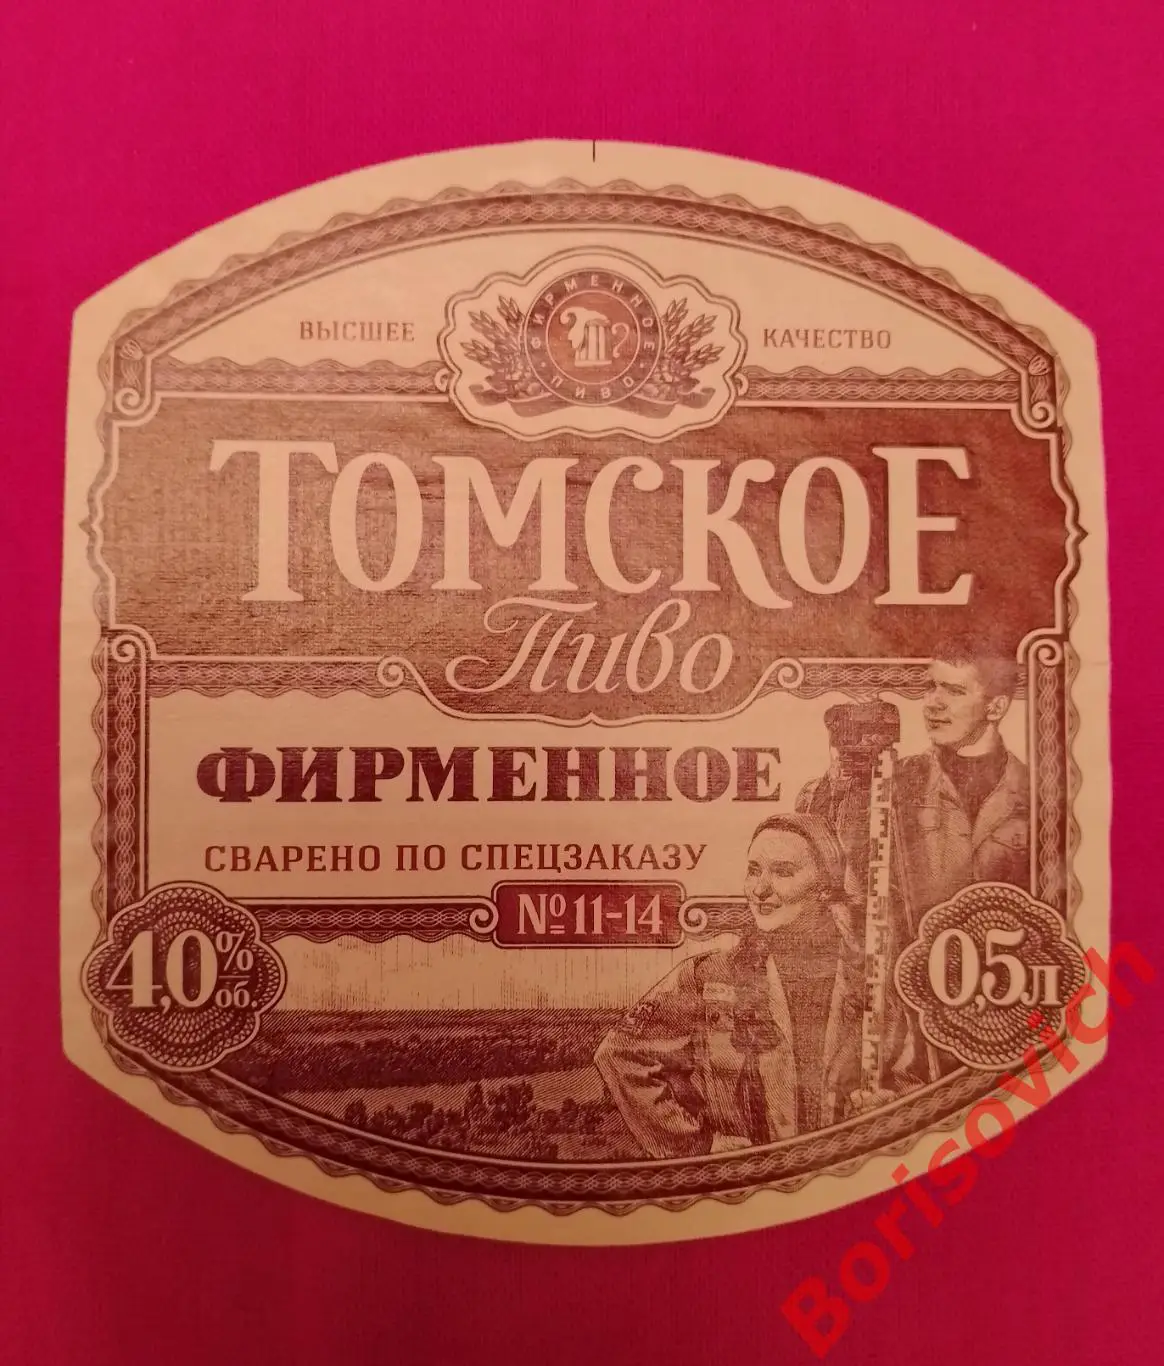 ФИРМЕННОЕ
ПИВО
ВЫСШЕЕ КАЧЕСТВО
ТОМСКОЕ
Пиво
ФИРМЕННОЕ
СВАРЕНО ПО СПЕЦЗАКАЗУ
№11-14
4,0% об.
0,5л
Borisovich